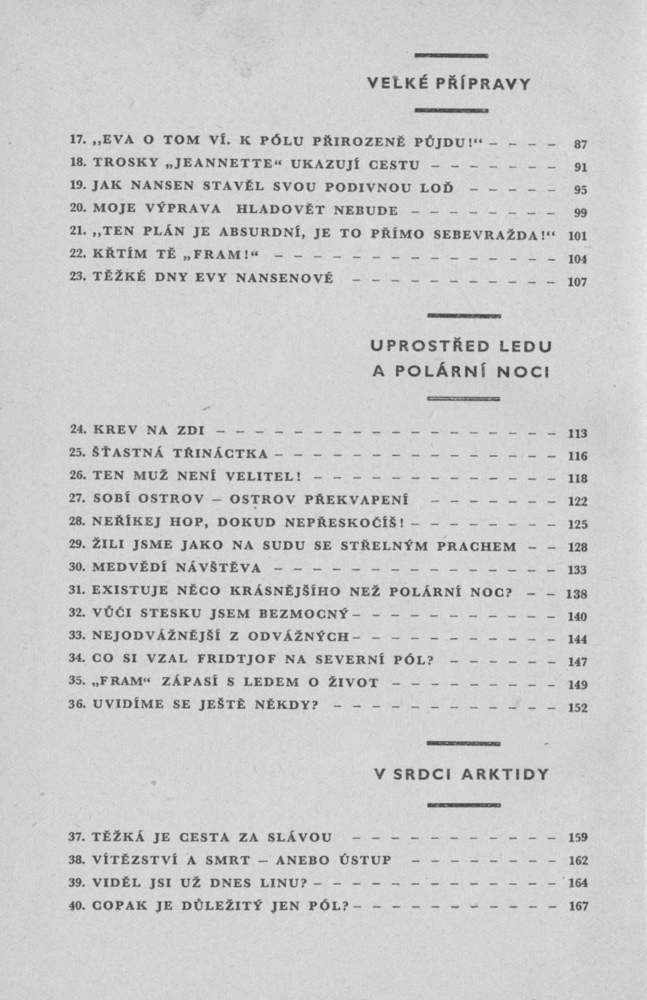 VELKÉ PŘÍPRAVY
17. „EVA O TOM VÍ. K PÓLU PŘIROZENĚ PŮJDU!“ – – – – 87
18. TROSKY „JEANNETTE“ UKAZUJÍ CESTU – – – – – – – 91
19. JAK NANSEN STAVĚL SVOU PODIVNOU LOĎ – – – – – 95
20. MOJE VÝPRAVA HLADOVĚT NEBUDE – – – – – – – – 99
21. „TEN PLÁN JE ABSURDNÍ, JE TO PŘÍMO SEBEVRAŽDA!“ 101
22. KŘTÍM TĚ „FRAM!“ – – – – – – – – – – – – – – – 104
23. TĚŽKÉ DNY EVY NANSENOVÉ – – – – – – – – – – – 107
UPROSTŘED LEDU
A POLÁRNÍ NOCI
24. KREV NA ZDI – – – – – – – – – – – – – – – – – – 113
25. ŠŤASTNÁ TŘINÁCTKA – – – – – – – – – – – – – – – 116
26. TEN MUŽ NENÍ VELITEL! – – – – – – – – – – – – – 118
27. SOBÍ OSTROV – OSTROV PŘEKVAPENÍ – – – – – – – 122
28. NEŘÍKEJ HOP, DOKUD NEPŘESKOČÍŠ! – – – – – – – – 125
29. ŽILI JSME JAKO NA SUDU SE STŘELNÝM PRACHEM – – 128
30. MEDVĚDÍ NÁVŠTĚVA – – – – – – – – – – – – – – – 133
31. EXISTUJE NĚCO KRÁSNĚJŠÍHO NEŽ POLÁRNÍ NOC? – – 138
32. VŮČI STESKU JSEM BEZMOCNÝ – – – – – – – – – – – 140
33. NEJODVÁŽNĚJŠÍ Z ODVÁŽNÝCH – – – – – – – – – – – 144
34. CO SI VZAL FRIDTJOF NA SEVERNÍ PÓL? – – – – – – 147
35. „FRAM“ ZÁPASÍ S LEDEM O ŽIVOT – – – – – – – – – 149
36. UVIDÍME SE JEŠTĚ NĚKDY? – – – – – – – – – – – – 152
V SRDCI ARKTIDY
37. TĚŽKÁ JE CESTA ZA SLÁVOU – – – – – – – – – – – 159
38. VÍTĚZSTVÍ A SMRT – ANEBO ÚSTUP – – – – – – – – 162
39. VIDĚL JSI UŽ DNES LINU? – – – – – – – – – – – – – 164
40. COPAK JE DŮLEŽITÝ JEN PÓL? – – – – – – – – – – – 167